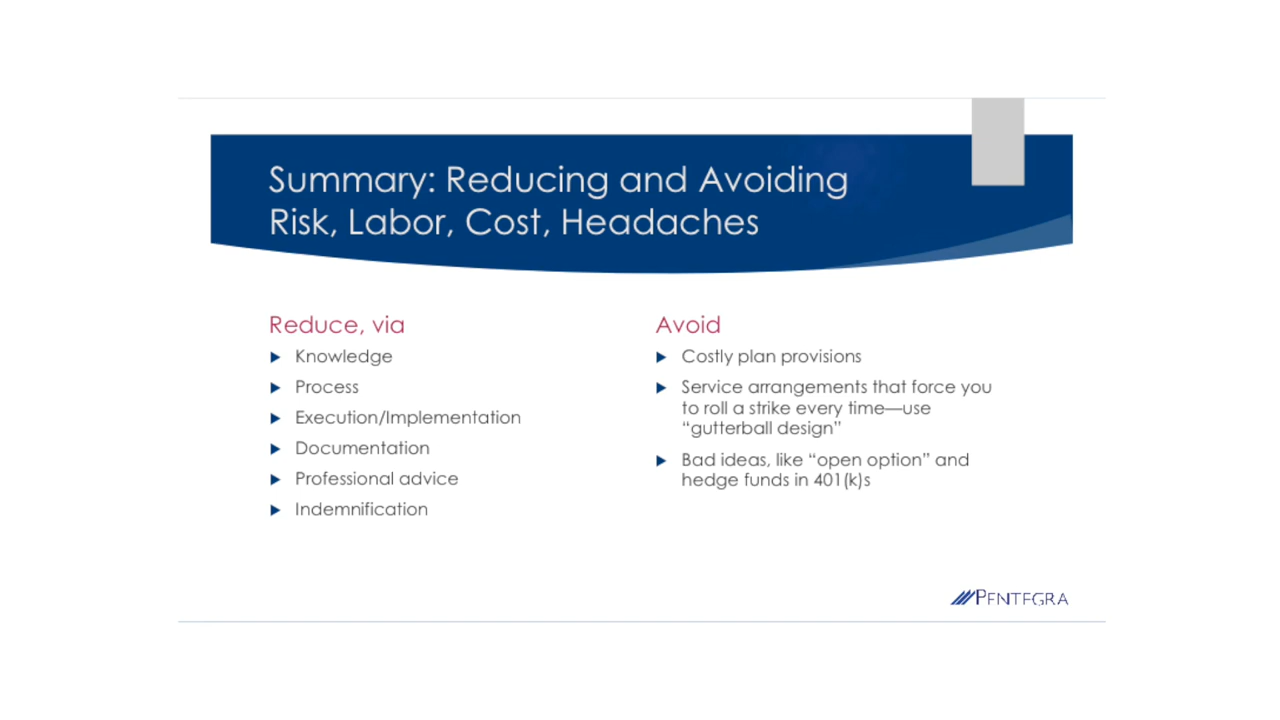 Summary: Reducing and Avoiding
Risk, Labor, Cost, Headaches
Reduce, via
Knowledge
Process
Execution/Implementation
Documentation
Professional advice
Indemnification
Avoid
Costly plan provisions
Service arrangements that force you
to roll a strike every time—use
“gutterball design”
Bad ideas, like “open option” and
hedge funds in 401(k)s
PENTEGRA